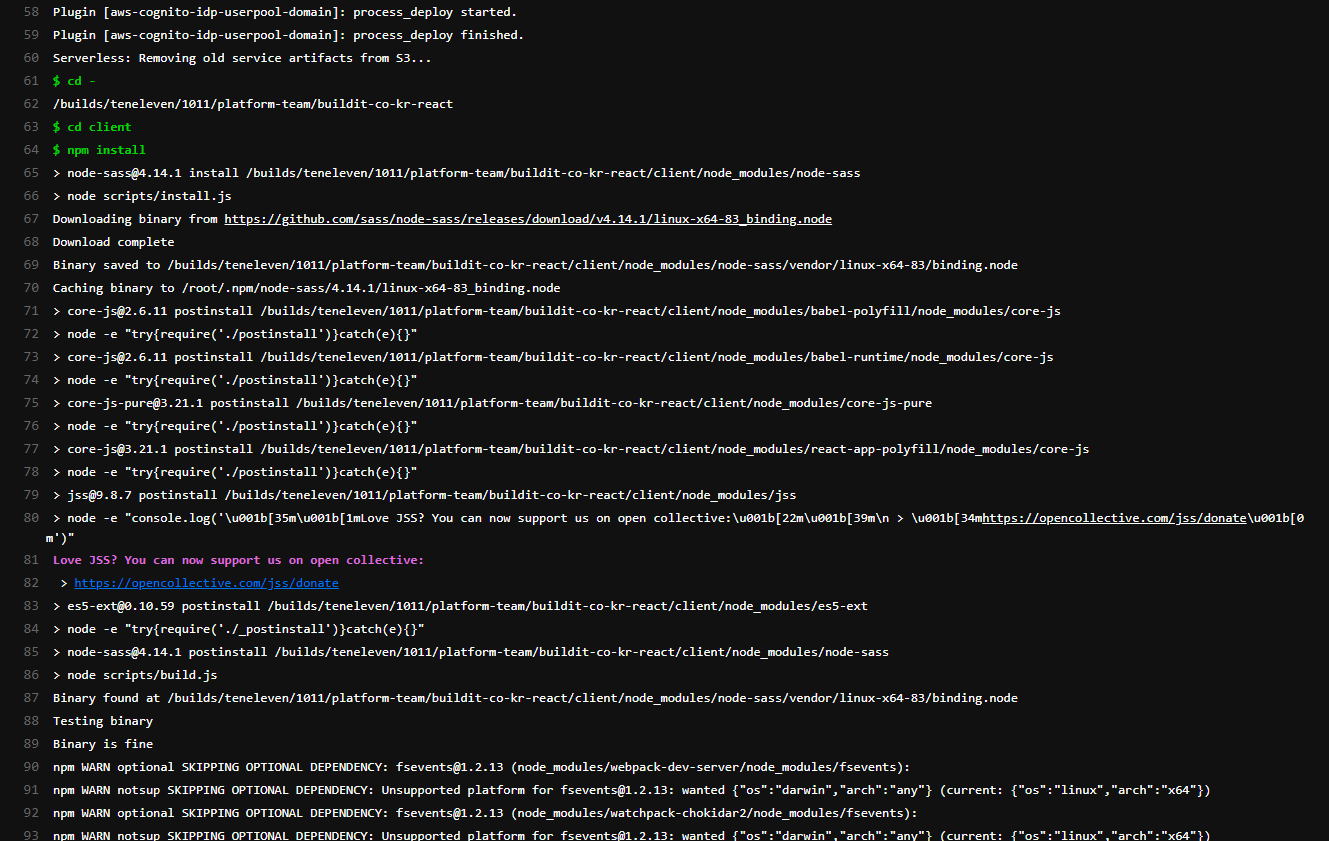 58 Plugin [aws-cognito-idp-userpool-domain]: process_deploy started.
59 Plugin [aws-cognito-idp-userpool-domain]: process_deploy finished.
60 Serverless: Removing old service artifacts from S3...
61 $ cd -
62 /builds/teneleven/1011/platform-team/buildit-co-kr-react
63 $ cd client
64 $ npm install
65 > node-sass@4.14.1 install /builds/teneleven/1011/platform-team/buildit-co-kr-react/client/node_modules/node-sass
66 > node scripts/install.js
67 Downloading binary from https://github.com/sass/node-sass/releases/download/v4.14.1/linux-x64-83_binding.node
68 Download complete
69 Binary saved to /builds/teneleven/1011/platform-team/buildit-co-kr-react/client/node_modules/node-sass/vendor/linux-x64-83/binding.node
70 Caching binary to /root/.npm/node-sass/4.14.1/linux-x64-83_binding.node
71 > core-js@2.6.11 postinstall /builds/teneleven/1011/platform-team/buildit-co-kr-react/client/node_modules/babel-polyfill/node_modules/core-js
72 > node -e "try{require('./postinstall')}catch(e){}"
73 > core-js@2.6.11 postinstall /builds/teneleven/1011/platform-team/buildit-co-kr-react/client/node_modules/babel-runtime/node_modules/core-js
74 > node -e "try{require('./postinstall')}catch(e){}"
75 > core-js-pure@3.21.1 postinstall /builds/teneleven/1011/platform-team/buildit-co-kr-react/client/node_modules/core-js-pure
76 > node -e "try{require('./postinstall')}catch(e){}"
77 > core-js@3.21.1 postinstall /builds/teneleven/1011/platform-team/buildit-co-kr-react/client/node_modules/react-app-polyfill/node_modules/core-js
78 > node -e "try{require('./postinstall')}catch(e){}"
79 > jss@9.8.7 postinstall /builds/teneleven/1011/platform-team/buildit-co-kr-react/client/node_modules/jss
80 > node -e "console.log('\u001b[35m\u001b[1mLove JSS? You can now support us on open collective:\u001b[22m\u001b[39m\n > \u001b[34mhttps://opencollective.com/jss/donate\u001b[0
m')"
81 Love JSS? You can now support us on open collective:
82 > https://opencollective.com/jss/donate
83 > es5-ext@0.10.59 postinstall /builds/teneleven/1011/platform-team/buildit-co-kr-react/client/node_modules/es5-ext
84 > node -e "try{require('./_postinstall')}catch(e){}"
85 > node-sass@4.14.1 postinstall /builds/teneleven/1011/platform-team/buildit-co-kr-react/client/node_modules/node-sass
86 > node scripts/build.js
87 Binary found at /builds/teneleven/1011/platform-team/buildit-co-kr-react/client/node_modules/node-sass/vendor/linux-x64-83/binding.node
88 Testing binary
89 Binary is fine
90 npm WARN optional SKIPPING OPTIONAL DEPENDENCY: fsevents@1.2.13 (node_modules/webpack-dev-server/node_modules/fsevents):
91 npm WARN notsup SKIPPING OPTIONAL DEPENDENCY: Unsupported platform for fsevents@1.2.13: wanted {"os":"darwin","arch":"any"} (current: {"os":"linux","arch":"x64"})
92 npm WARN optional SKIPPING OPTIONAL DEPENDENCY: fsevents@1.2.13 (node_modules/watchpack-chokidar2/node_modules/fsevents):
93 npm WARN notsup SKIPPING OPTIONAL DEPENDENCY: Unsupported platform for fsevents@1.2.13: wanted {"os":"darwin","arch":"any"} (current: {"os":"linux","arch":"x64"})